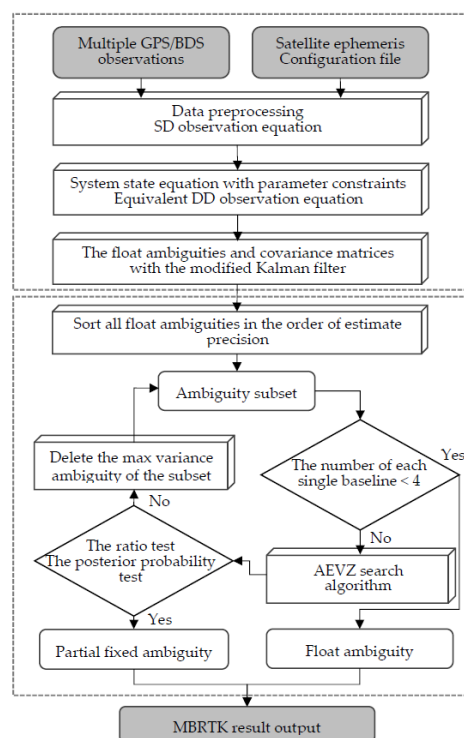 Multiple GPS/BDS
observations
Satellite ephemeris
Configuration file
Data preprocessing
SD observation equation
System state equation with parameter constraints
Equivalent DD observation equation
The float ambiguities and covariance matrices
with the modified Kalman filter
Sort all float ambiguities in the order of estimate
precision
Ambiguity subset
Delete the max variance
ambiguity of the subset
Yes
The number of each
single baseline < 4
No
No
The ratio test
The posterior probability
test
AEVZ search
algorithm
Yes
Partial fixed ambiguity
Float ambiguity
MBRTK result output